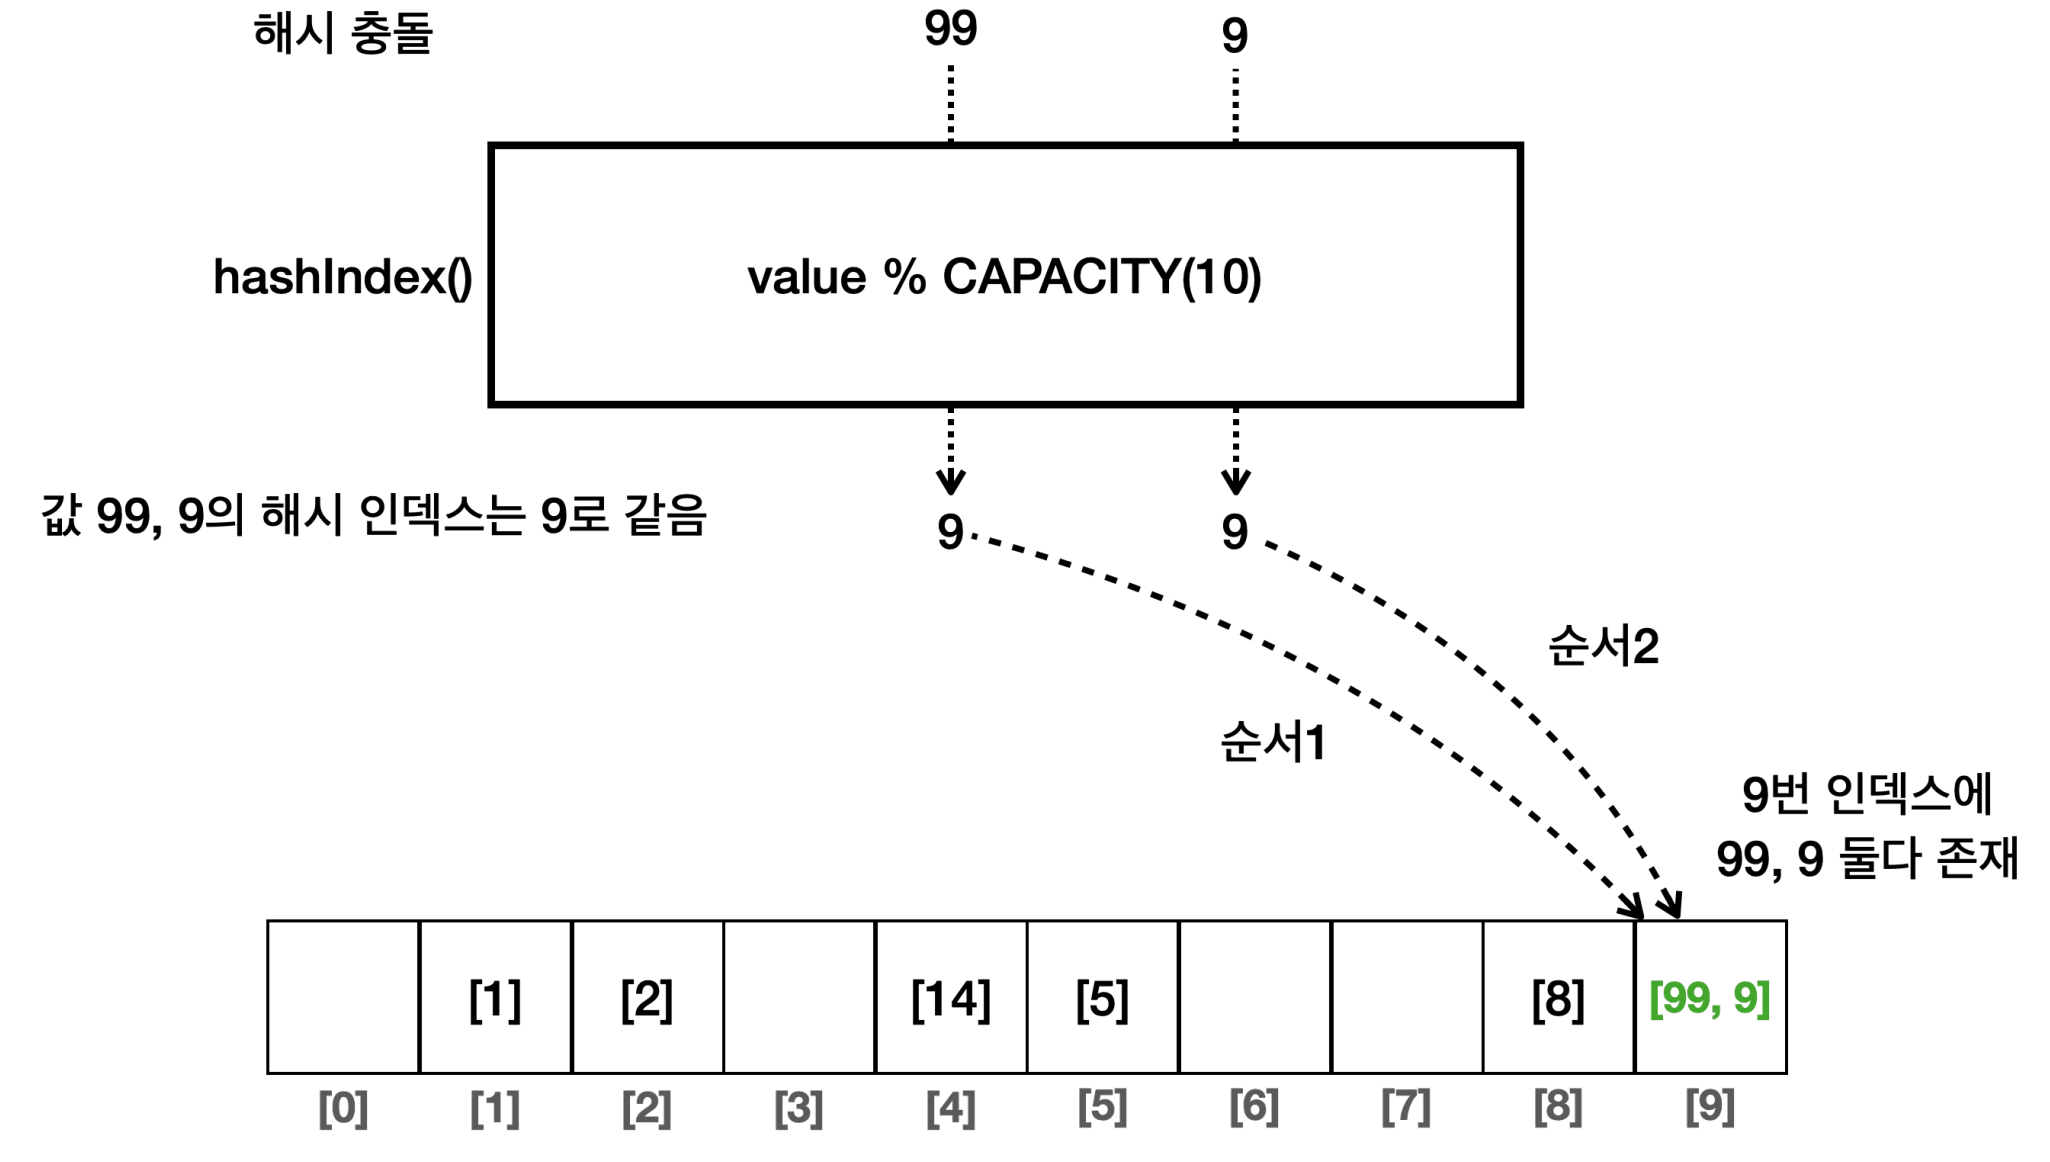 해시 충돌
99
9
hashIndex()
value % CAPACITY(10)
값 99, 9의 해시 인덱스는 9로 같음
9
9
순서2
순서1
9번 인덱스에
99, 9 둘다 존재
[1] [2] [14] [5] [8] [99, 9]
[0] [1] [2] [3] [4] [5] [6] [7] [8] [9]